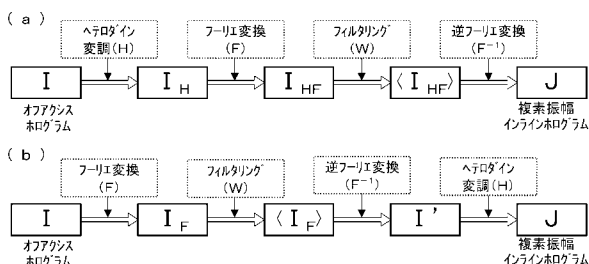 (a)
ヘテロダイン
変調(H)
フーリエ変換
(F)
フィルタリング
(W)
逆フーリエ変換
(F⁻¹)
I
I_H
I_HF
⟨I_HF⟩
J
オフアクシス
ホログラム
複素振幅
インラインホログラム
(b)
フーリエ変換
(F)
フィルタリング
(W)
逆フーリエ変換
(F⁻¹)
ヘテロダイン
変調(H)
I
I_F
⟨I_F⟩
I'
J
オフアクシス
ホログラム
複素振幅
インラインホログラム